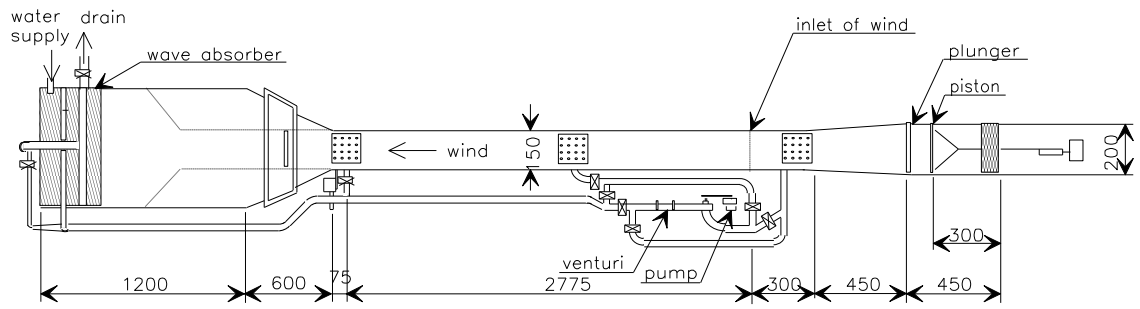 water drain
supply
wave absorber
inlet of wind
plunger
piston
wind
150
200
venturi
pump
300
1200
600
75
2775
300
450
450